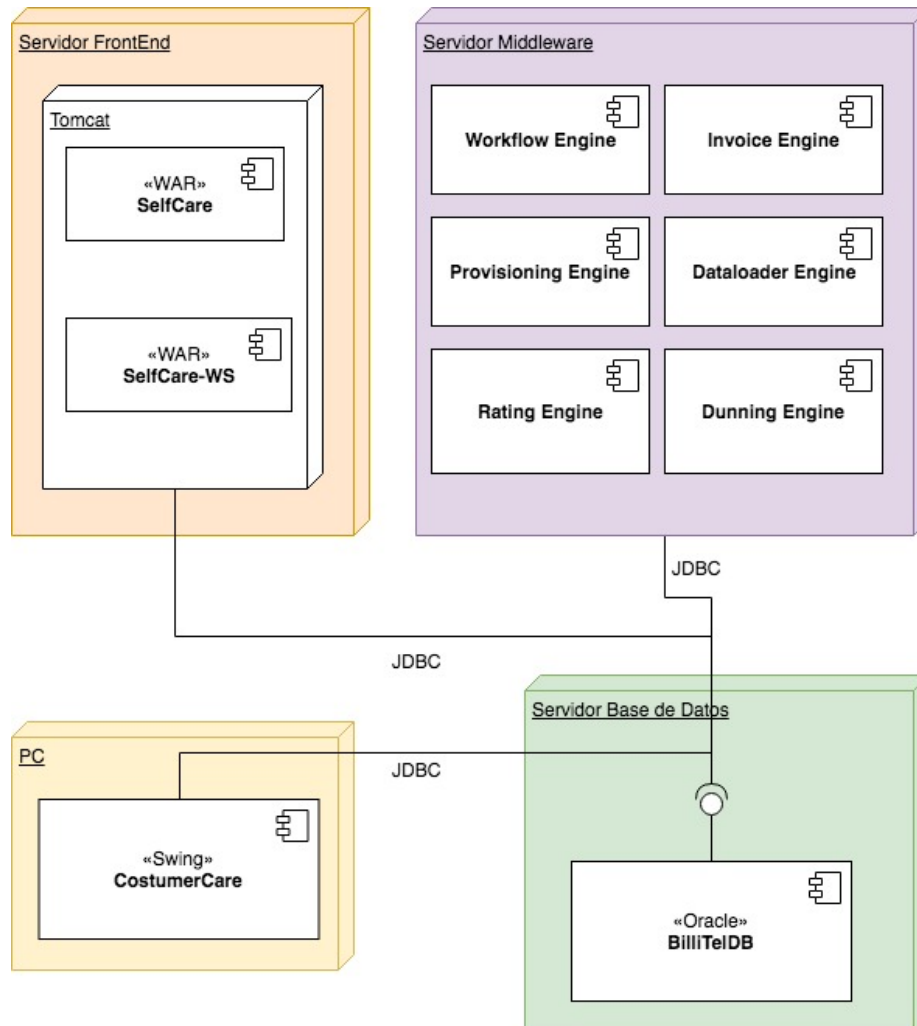 Servidor FrontEnd
Tomcat
«WAR»
SelfCare
«WAR»
SelfCare-WS
Servidor Middleware
Workflow Engine
Invoice Engine
Provisioning Engine
Dataloader Engine
Rating Engine
Dunning Engine
JDBC
JDBC
PC
JDBC
«Swing»
CostumerCare
Servidor Base de Datos
«Oracle»
BilliTelDB